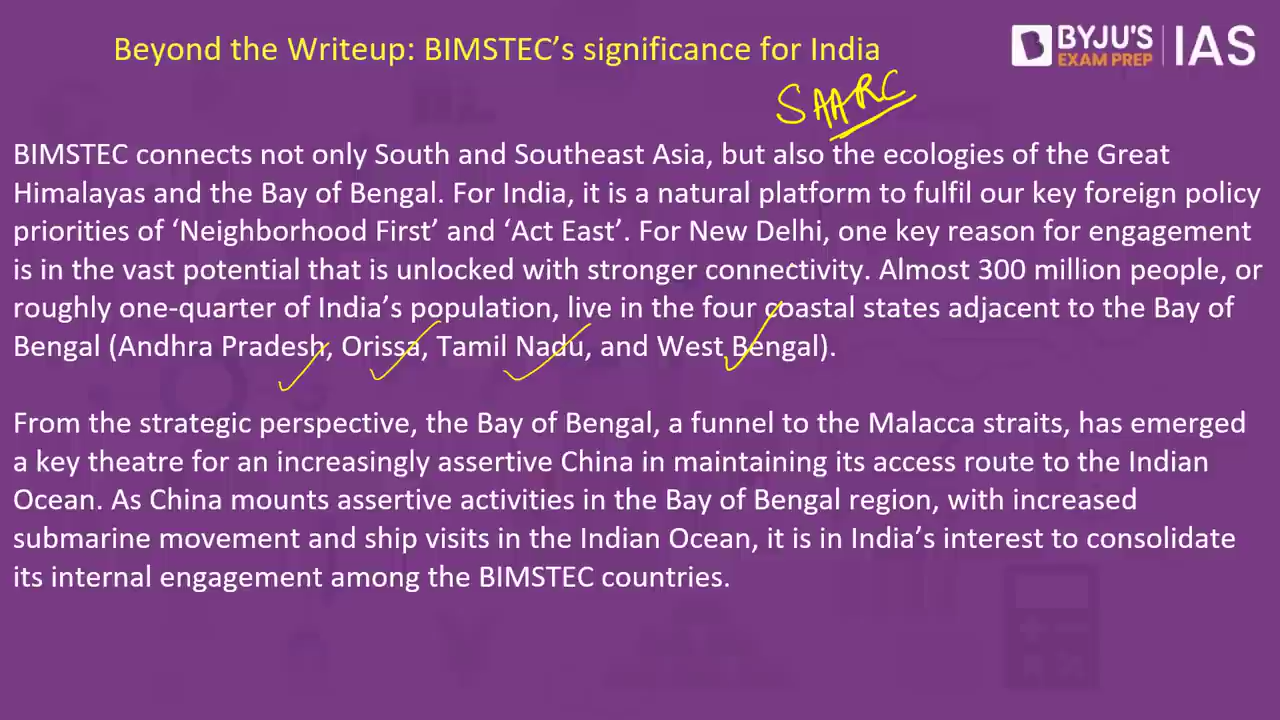 Beyond the Writeup: BIMSTEC's significance for India
BYJU'S
EXAM PREP
IAS
SAARC
BIMSTEC connects not only South and Southeast Asia, but also the ecologies of the Great
Himalayas and the Bay of Bengal. For India, it is a natural platform to fulfil our key foreign policy
priorities of 'Neighborhood First' and 'Act East'. For New Delhi, one key reason for engagement
is in the vast potential that is unlocked with stronger connectivity. Almost 300 million people, or
roughly one-quarter of India's population, live in the four coastal states adjacent to the Bay of
Bengal (Andhra Pradesh, Orissa, Tamil Nadu, and West Bengal).
From the strategic perspective, the Bay of Bengal, a funnel to the Malacca straits, has emerged
a key theatre for an increasingly assertive China in maintaining its access route to the Indian
Ocean. As China mounts assertive activities in the Bay of Bengal region, with increased
submarine movement and ship visits in the Indian Ocean, it is in India's interest to consolidate
its internal engagement among the BIMSTEC countries.